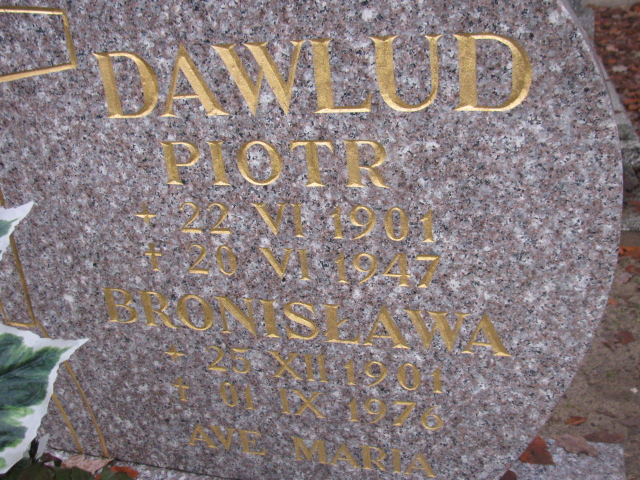 DAWLUD
PIOTR
+ 22 VI 1901
† 20 VI 1947
BRONISŁAWA
+ 25 XII 1901
† 01 IX 1976
AVE MARIA